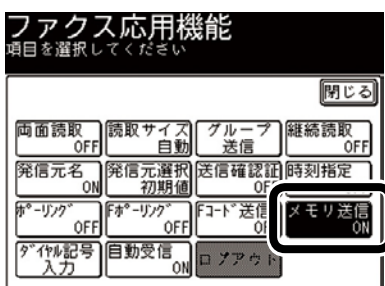 ファクス応用機能
項目を選択してください
閉じる
両面読取 OFF
読取サイズ 自動
グループ送信
継続読取 OFF
発信元名 ON
発信元選択 初期値
送信確認証 OFF
時刻指定 OFF
ﾎﾟｰﾘﾝｸﾞ OFF
Fﾎﾟｰﾘﾝｸﾞ OFF
Fｺｰﾄﾞ送信 OFF
メモリ送信 ON
ﾀﾞｲﾔﾙ記号入力
自動受信 ON
ログアウト